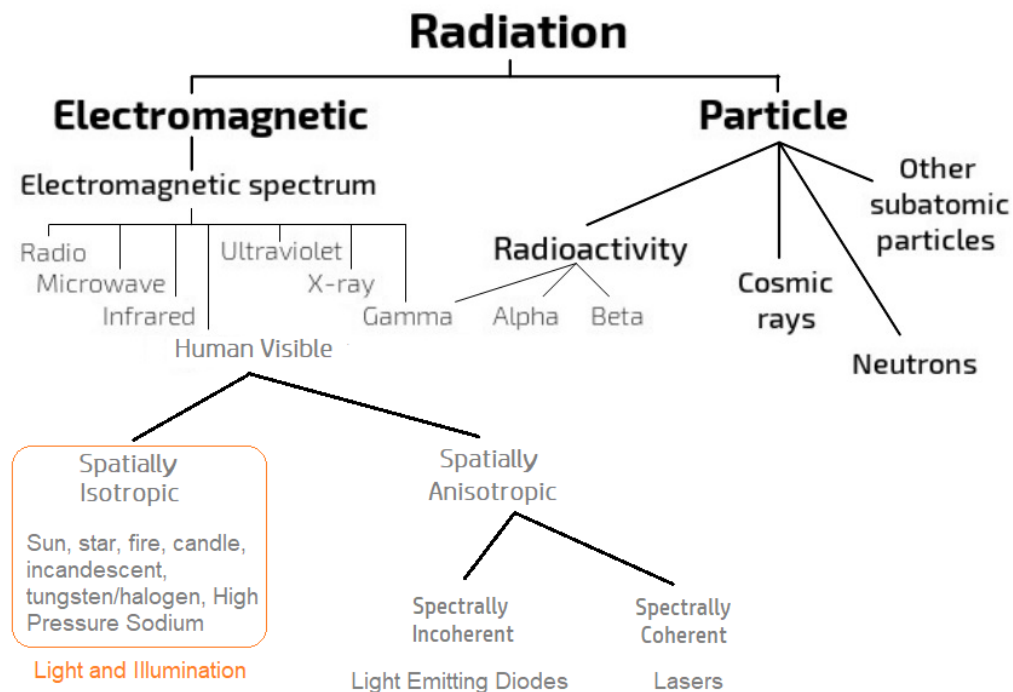 Radiation
Electromagnetic
Particle
Electromagnetic spectrum
Radio
Microwave
Infrared
Human Visible
Ultraviolet
X-ray
Gamma
Radioactivity
Alpha
Beta
Cosmic
rays
Neutrons
Other
subatomic
particles
Spatially
Isotropic
Sun, star, fire, candle,
incandescent,
tungsten/halogen, High
Pressure Sodium
Light and Illumination
Spatially
Anisotropic
Spectrally
Incoherent
Light Emitting Diodes
Spectrally
Coherent
Lasers